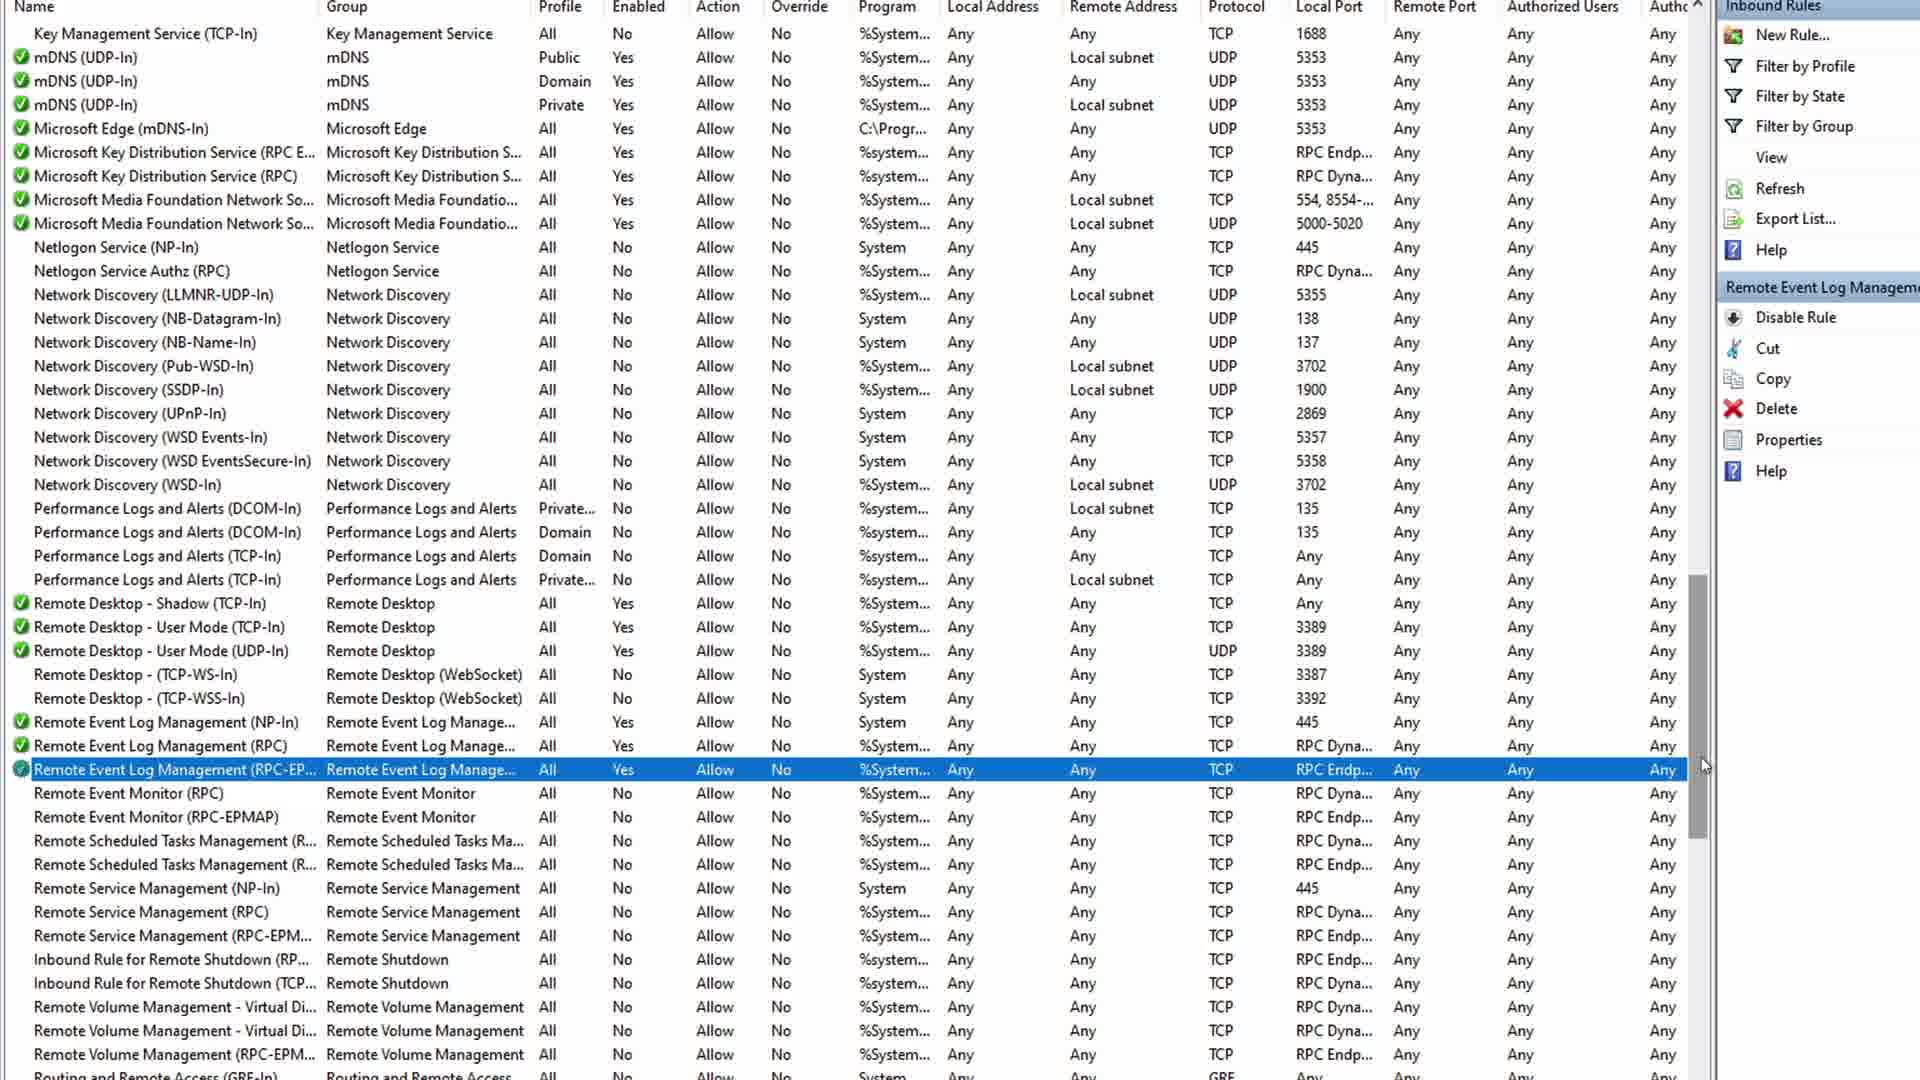 Name Group Profile Enabled Action Override Program Local Address Remote Address Protocol Local Port Remote Port Authorized Users Autho
Key Management Service (TCP-In) Key Management Service All No Allow No %System... Any Any TCP 1688 Any Any Any
mDNS (UDP-In) mDNS Public Yes Allow No %System... Any Local subnet UDP 5353 Any Any Any
mDNS (UDP-In) mDNS Domain Yes Allow No %System... Any Any UDP 5353 Any Any Any
mDNS (UDP-In) mDNS Private Yes Allow No %System... Any Local subnet UDP 5353 Any Any Any
Microsoft Edge (mDNS-In) Microsoft Edge All Yes Allow No C:\Progr... Any Any UDP 5353 Any Any Any
Microsoft Key Distribution Service (RPC E... Microsoft Key Distribution S... All Yes Allow No %system... Any Any TCP RPC Endp... Any Any Any
Microsoft Key Distribution Service (RPC) Microsoft Key Distribution S... All Yes Allow No %system... Any Any TCP RPC Dyna... Any Any Any
Microsoft Media Foundation Network So... Microsoft Media Foundatio... All Yes Allow No %System... Any Local subnet TCP 554, 8554-... Any Any Any
Microsoft Media Foundation Network So... Microsoft Media Foundatio... All Yes Allow No %System... Any Local subnet UDP 5000-5020 Any Any Any
Netlogon Service (NP-In) Netlogon Service All No Allow No System Any Any TCP 445 Any Any Any
Netlogon Service Authz (RPC) Netlogon Service All No Allow No %System... Any Any TCP RPC Dyna... Any Any Any
Network Discovery (LLMNR-UDP-In) Network Discovery All No Allow No %System... Any Local subnet UDP 5355 Any Any Any
Network Discovery (NB-Datagram-In) Network Discovery All No Allow No System Any Any UDP 138 Any Any Any
Network Discovery (NB-Name-In) Network Discovery All No Allow No System Any Any UDP 137 Any Any Any
Network Discovery (Pub-WSD-In) Network Discovery All No Allow No %System... Any Local subnet UDP 3702 Any Any Any
Network Discovery (SSDP-In) Network Discovery All No Allow No %System... Any Local subnet UDP 1900 Any Any Any
Network Discovery (UPnP-In) Network Discovery All No Allow No System Any Any TCP 2869 Any Any Any
Network Discovery (WSD Events-In) Network Discovery All No Allow No System Any Any TCP 5357 Any Any Any
Network Discovery (WSD EventsSecure-In) Network Discovery All No Allow No System Any Any TCP 5358 Any Any Any
Network Discovery (WSD-In) Network Discovery All No Allow No %System... Any Local subnet UDP 3702 Any Any Any
Performance Logs and Alerts (DCOM-In) Performance Logs and Alerts Private... No Allow No %system... Any Local subnet TCP 135 Any Any Any
Performance Logs and Alerts (DCOM-In) Performance Logs and Alerts Domain No Allow No %system... Any Any TCP 135 Any Any Any
Performance Logs and Alerts (TCP-In) Performance Logs and Alerts Domain No Allow No %system... Any Any TCP Any Any Any Any
Performance Logs and Alerts (TCP-In) Performance Logs and Alerts Private... No Allow No %system... Any Local subnet TCP Any Any Any Any
Remote Desktop - Shadow (TCP-In) Remote Desktop All Yes Allow No %System... Any Any TCP Any Any Any Any
Remote Desktop - User Mode (TCP-In) Remote Desktop All Yes Allow No %System... Any Any TCP 3389 Any Any Any
Remote Desktop - User Mode (UDP-In) Remote Desktop All Yes Allow No %System... Any Any UDP 3389 Any Any Any
Remote Desktop - (TCP-WS-In) Remote Desktop (WebSocket) All No Allow No System Any Any TCP 3387 Any Any Any
Remote Desktop - (TCP-WSS-In) Remote Desktop (WebSocket) All No Allow No System Any Any TCP 3392 Any Any Any
Remote Event Log Management (NP-In) Remote Event Log Manage... All Yes Allow No System Any Any TCP 445 Any Any Any
Remote Event Log Management (RPC) Remote Event Log Manage... All Yes Allow No %System... Any Any TCP RPC Dyna... Any Any Any
Remote Event Log Management (RPC-EP... Remote Event Log Manage... All Yes Allow No %System... Any Any TCP RPC Endp... Any Any Any
Remote Event Monitor (RPC) Remote Event Monitor All No Allow No %System... Any Any TCP RPC Dyna... Any Any Any
Remote Event Monitor (RPC-EPMAP) Remote Event Monitor All No Allow No %System... Any Any TCP RPC Endp... Any Any Any
Remote Scheduled Tasks Management (R... Remote Scheduled Tasks Ma... All No Allow No %System... Any Any TCP RPC Dyna... Any Any Any
Remote Scheduled Tasks Management (R... Remote Scheduled Tasks Ma... All No Allow No %System... Any Any TCP RPC Endp... Any Any Any
Remote Service Management (NP-In) Remote Service Management All No Allow No System Any Any TCP 445 Any Any Any
Remote Service Management (RPC) Remote Service Management All No Allow No %System... Any Any TCP RPC Dyna... Any Any Any
Remote Service Management (RPC-EPM... Remote Service Management All No Allow No %System... Any Any TCP RPC Endp... Any Any Any
Inbound Rule for Remote Shutdown (RP... Remote Shutdown All No Allow No %system... Any Any TCP RPC Endp... Any Any Any
Inbound Rule for Remote Shutdown (TCP... Remote Shutdown All No Allow No %system... Any Any TCP RPC Dyna... Any Any Any
Remote Volume Management - Virtual Di... Remote Volume Management All No Allow No %System... Any Any TCP RPC Dyna... Any Any Any
Remote Volume Management - Virtual Di... Remote Volume Management All No Allow No %System... Any Any TCP RPC Dyna... Any Any Any
Remote Volume Management (RPC-EPM... Remote Volume Management All No Allow No %System... Any Any TCP RPC Endp... Any Any Any
Routing and Remote Access (GRE-In) Routing and Remote Access All No Allow No System Any Any GRE Any Any Any Any
Inbound Rules
New Rule...
Filter by Profile
Filter by State
Filter by Group
View
Refresh
Export List...
Help
Remote Event Log Manageme
Disable Rule
Cut
Copy
Delete
Properties
Help